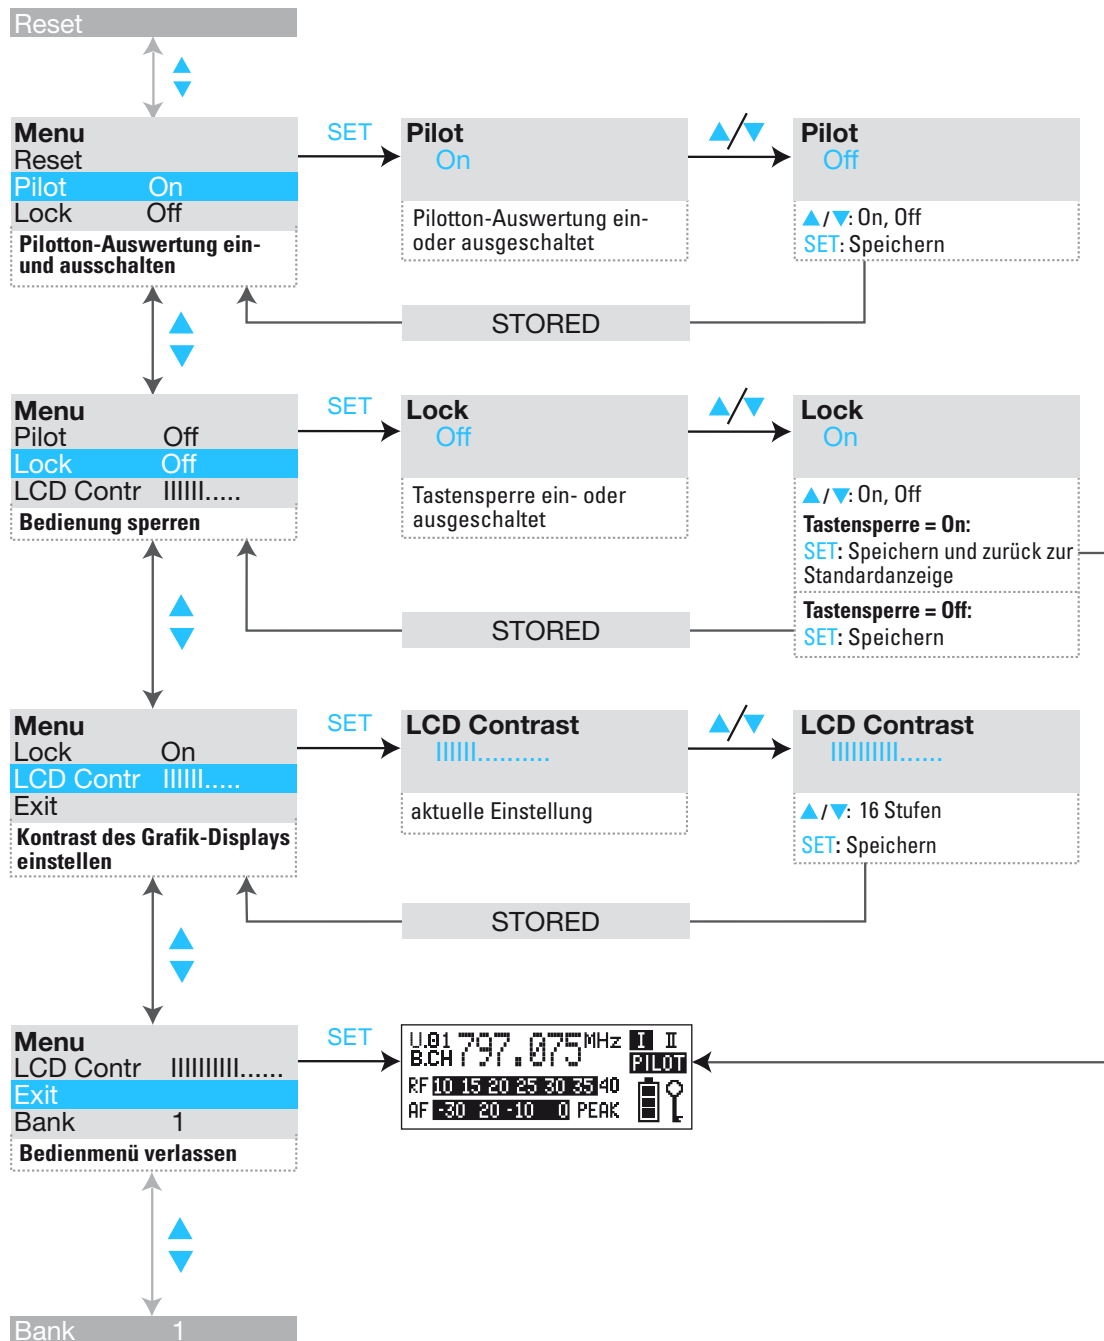 Reset
Menu
Reset
Pilot On
Lock Off
Pilotton-Auswertung ein-
und ausschalten
SET
Pilot
On
Pilotton-Auswertung ein-
oder ausgeschaltet
▲/▼
Pilot
Off
▲/▼: On, Off
SET: Speichern
STORED
Menu
Pilot Off
Lock Off
LCD Contr IIIIII.....
Bedienung sperren
SET
Lock
Off
Tastensperre ein- oder
ausgeschaltet
▲/▼
Lock
On
▲/▼: On, Off
Tastensperre = On:
SET: Speichern und zurück zur
Standardanzeige
Tastensperre = Off:
SET: Speichern
STORED
Menu
Lock On
LCD Contr IIIIII.....
Exit
Kontrast des Grafik-Displays
einstellen
SET
LCD Contrast
IIIIII..........
aktuelle Einstellung
▲/▼
LCD Contrast
IIIIIIIIII......
▲/▼: 16 Stufen
SET: Speichern
STORED
Menu
LCD Contr IIIIIIIIII......
Exit
Bank 1
Bedienmenü verlassen
SET
U.01 797.075 MHz I II
B.CH PILOT
RF 10 15 20 25 30 35 40
AF -30 20 -10 0 PEAK
Bank 1